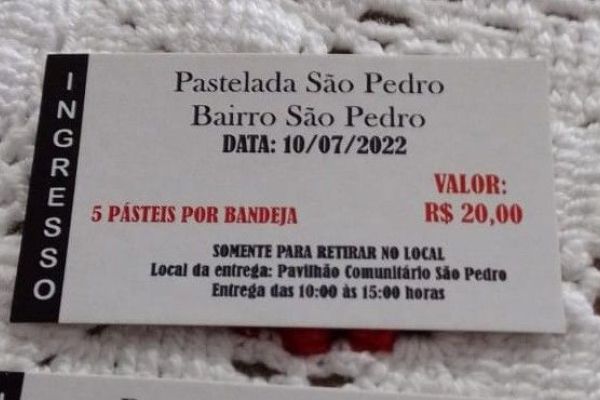 INGRESSO
Pastelada São Pedro
Bairro São Pedro
DATA: 10/07/2022
VALOR:
5 PÁSTEIS POR BANDEJA R$ 20,00
SOMENTE PARA RETIRAR NO LOCAL
Local da entrega: Pavilhão Comunitário São Pedro
Entrega das 10:00 às 15:00 horas